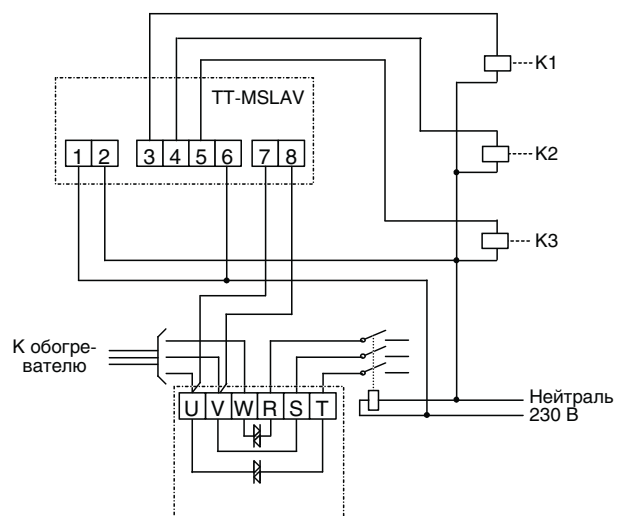 K1
TT-MSLAV
1 2 3 4 5 6 7 8
K2
K3
К обогре-
вателю
U V W R S T
Нейтраль
230 В